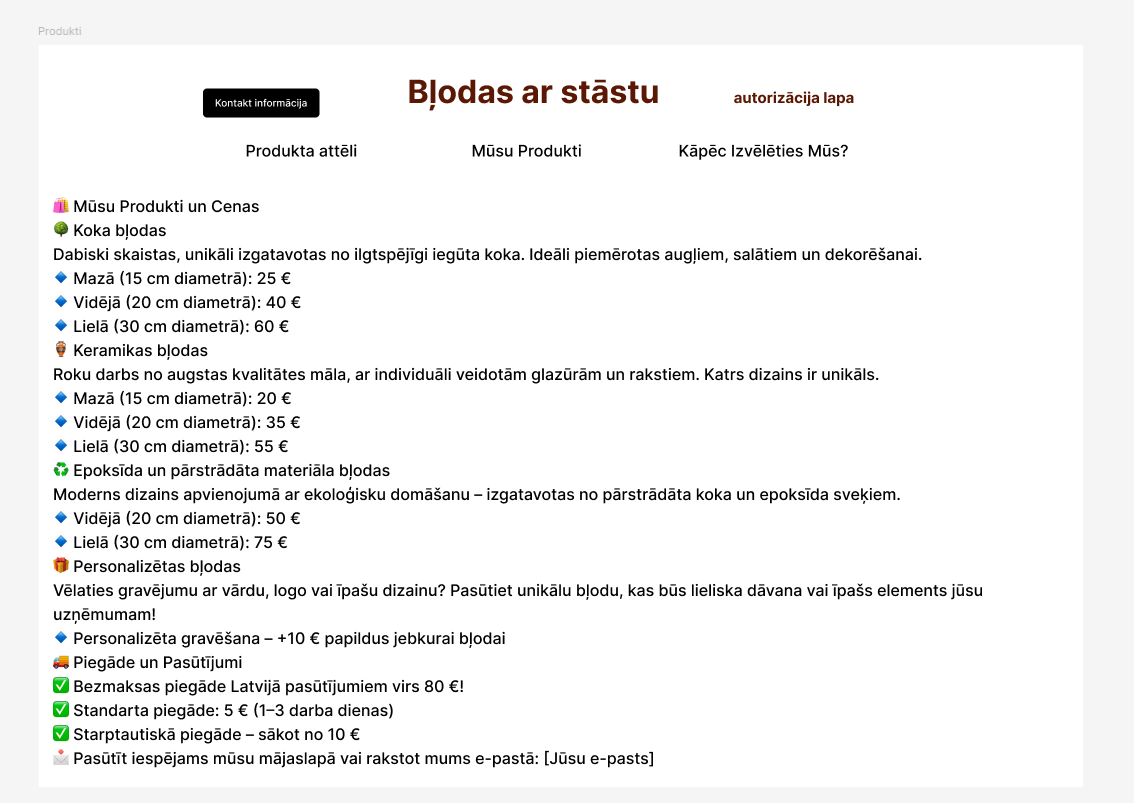 Produkti
Kontakt informācija
Bļodas ar stāstu
autorizācija lapa
Produkta attēli
Mūsu Produkti
Kāpēc Izvēlēties Mūs?
🛍️ Mūsu Produkti un Cenas
🌳 Koka bļodas
Dabiski skaistas, unikāli izgatavotas no ilgtspējīgi iegūta koka. Ideāli piemērotas augļiem, salātiem un dekorēšanai.
🔹 Mazā (15 cm diametrā): 25 €
🔹 Vidējā (20 cm diametrā): 40 €
🔹 Lielā (30 cm diametrā): 60 €
🏺 Keramikas bļodas
Roku darbs no augstas kvalitātes māla, ar individuāli veidotām glazūrām un rakstiem. Katrs dizains ir unikāls.
🔹 Mazā (15 cm diametrā): 20 €
🔹 Vidējā (20 cm diametrā): 35 €
🔹 Lielā (30 cm diametrā): 55 €
♻️ Epoksīda un pārstrādāta materiāla bļodas
Moderns dizains apvienojumā ar ekoloģisku domāšanu – izgatavotas no pārstrādāta koka un epoksīda sveķiem.
🔹 Vidējā (20 cm diametrā): 50 €
🔹 Lielā (30 cm diametrā): 75 €
🎁 Personalizētas bļodas
Vēlaties gravējumu ar vārdu, logo vai īpašu dizainu? Pasūtiet unikālu bļodu, kas būs lieliska dāvana vai īpašs elements jūsu
uzņēmumam!
🔹 Personalizēta gravēšana – +10 € papildus jebkurai bļodai
🚚 Piegāde un Pasūtījumi
✅ Bezmaksas piegāde Latvijā pasūtījumiem virs 80 €!
✅ Standarta piegāde: 5 € (1–3 darba dienas)
✅ Starptautiskā piegāde – sākot no 10 €
📩 Pasūtīt iespējams mūsu mājaslapā vai rakstot mums e-pastā: [Jūsu e-pasts]